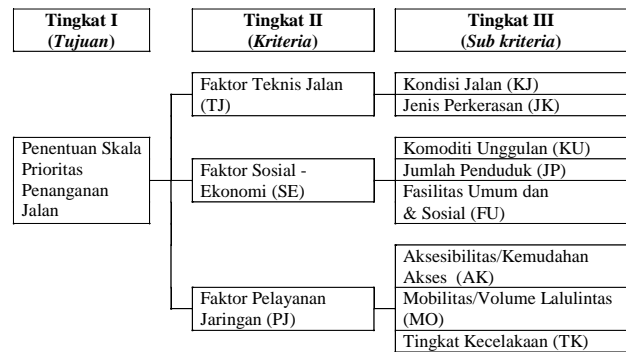 Tingkat I
(Tujuan)
Tingkat II
(Kriteria)
Tingkat III
(Sub kriteria)
Penentuan Skala
Prioritas
Penanganan
Jalan
Faktor Teknis Jalan
(TJ)
Kondisi Jalan (KJ)
Jenis Perkerasan (JK)
Faktor Sosial -
Ekonomi (SE)
Komoditi Unggulan (KU)
Jumlah Penduduk (JP)
Fasilitas Umum dan
& Sosial (FU)
Faktor Pelayanan
Jaringan (PJ)
Aksesibilitas/Kemudahan
Akses (AK)
Mobilitas/Volume Lalulintas
(MO)
Tingkat Kecelakaan (TK)